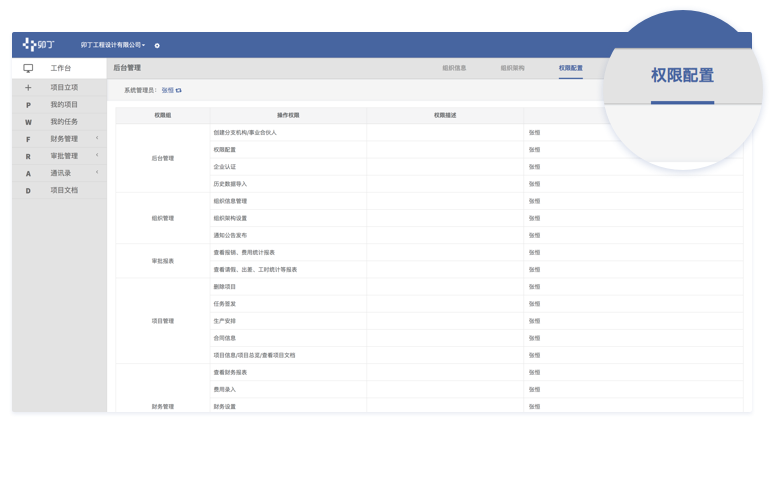 卯丁 卯丁工程设计有限公司
工作台 后台管理 组织信息 组织架构 权限配置
权限配置
项目立项 系统管理员： 张恒
P 我的项目
W 我的任务
F 财务管理
R 审批管理
A 通讯录
D 项目文档
权限组 操作权限 权限描述
后台管理
创建分支机构/事业合伙人 张恒
权限配置 张恒
企业认证 张恒
历史数据导入 张恒
组织管理
组织信息管理 张恒
组织架构设置 张恒
通知公告发布 张恒
审批报表
查看报销、费用统计报表 张恒
查看请假、出差、工时统计等报表 张恒
项目管理
删除项目 张恒
任务签发 张恒
生产安排 张恒
合同信息 张恒
项目信息/项目总览/查看项目文档 张恒
财务管理
查看财务报表 张恒
费用录入 张恒
财务设置 张恒